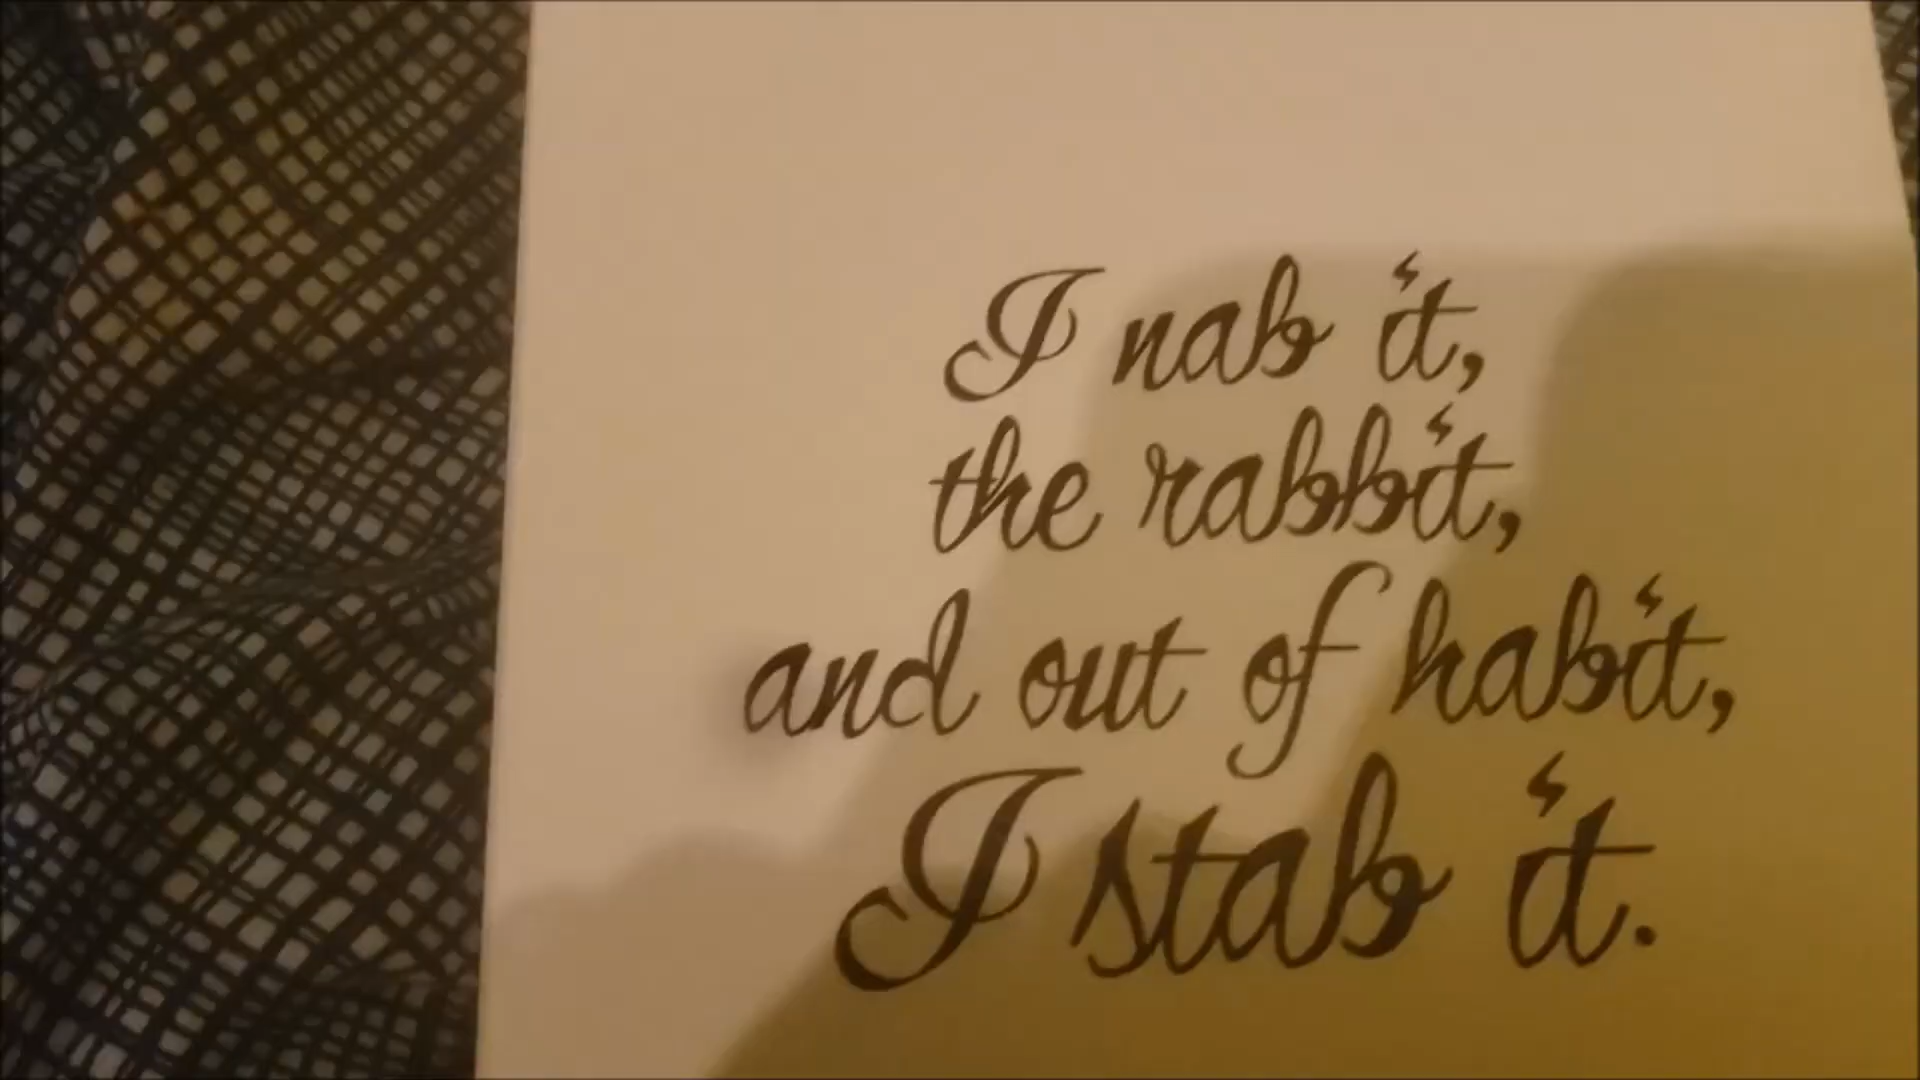 I nab it,
the rabbit,
and out of habit,
I stab it.